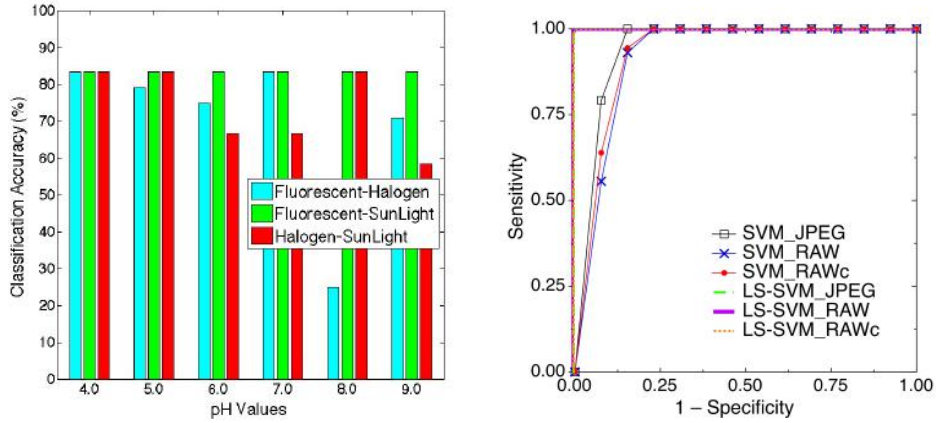 100
90
80
70
60
50
40
30
20
10
0
Classification Accuracy (%)
4.0 5.0 6.0 7.0 8.0 9.0
pH Values
Fluorescent-Halogen
Fluorescent-SunLight
Halogen-SunLight
1.00
0.75
0.50
0.25
0.00
Sensitivity
0.00 0.25 0.50 0.75 1.00
1 – Specificity
SVM_JPEG
SVM_RAW
SVM_RAWc
LS-SVM_JPEG
LS-SVM_RAW
LS-SVM_RAWc